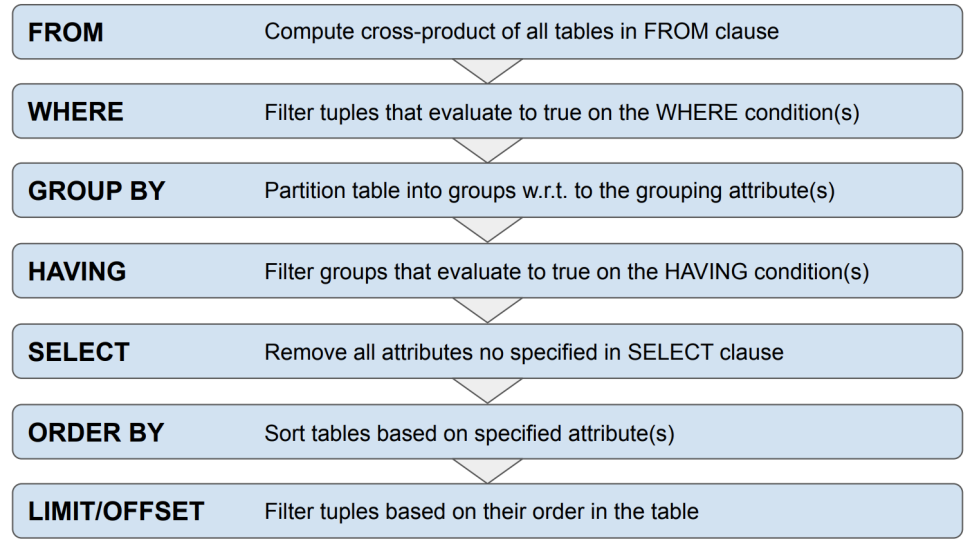 FROM Compute cross-product of all tables in FROM clause
WHERE Filter tuples that evaluate to true on the WHERE condition(s)
GROUP BY Partition table into groups w.r.t. to the grouping attribute(s)
HAVING Filter groups that evaluate to true on the HAVING condition(s)
SELECT Remove all attributes no specified in SELECT clause
ORDER BY Sort tables based on specified attribute(s)
LIMIT/OFFSET Filter tuples based on their order in the table